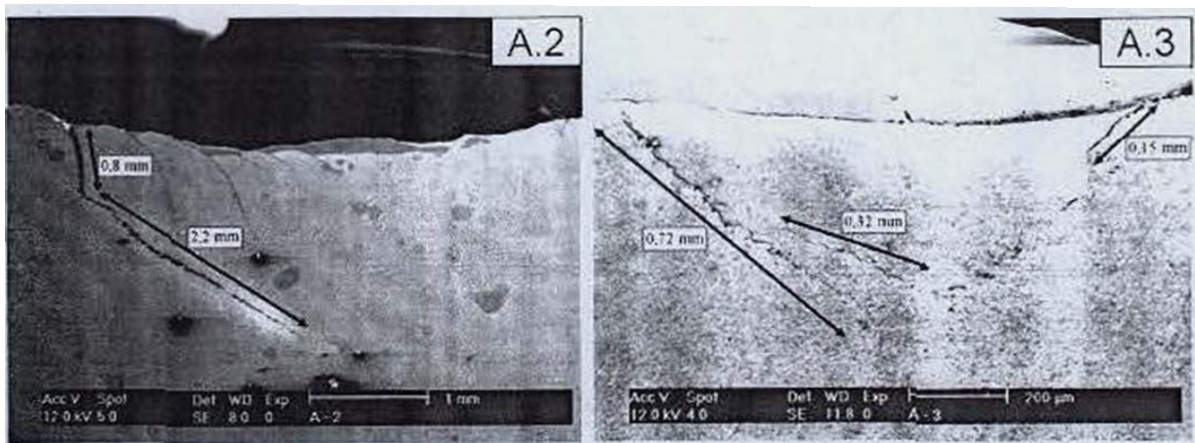 A.2
0,8 mm
2,2 mm
Acc V Spot Det WD Exp 1 mm
12.0 kV 5.0 SE 8.0 0 A - 2
A.3
0,15 mm
0,32 mm
0,72 mm
Acc V Spot Det WD Exp 200 µm
12.0 kV 4.0 SE 11.8 0 A - 3